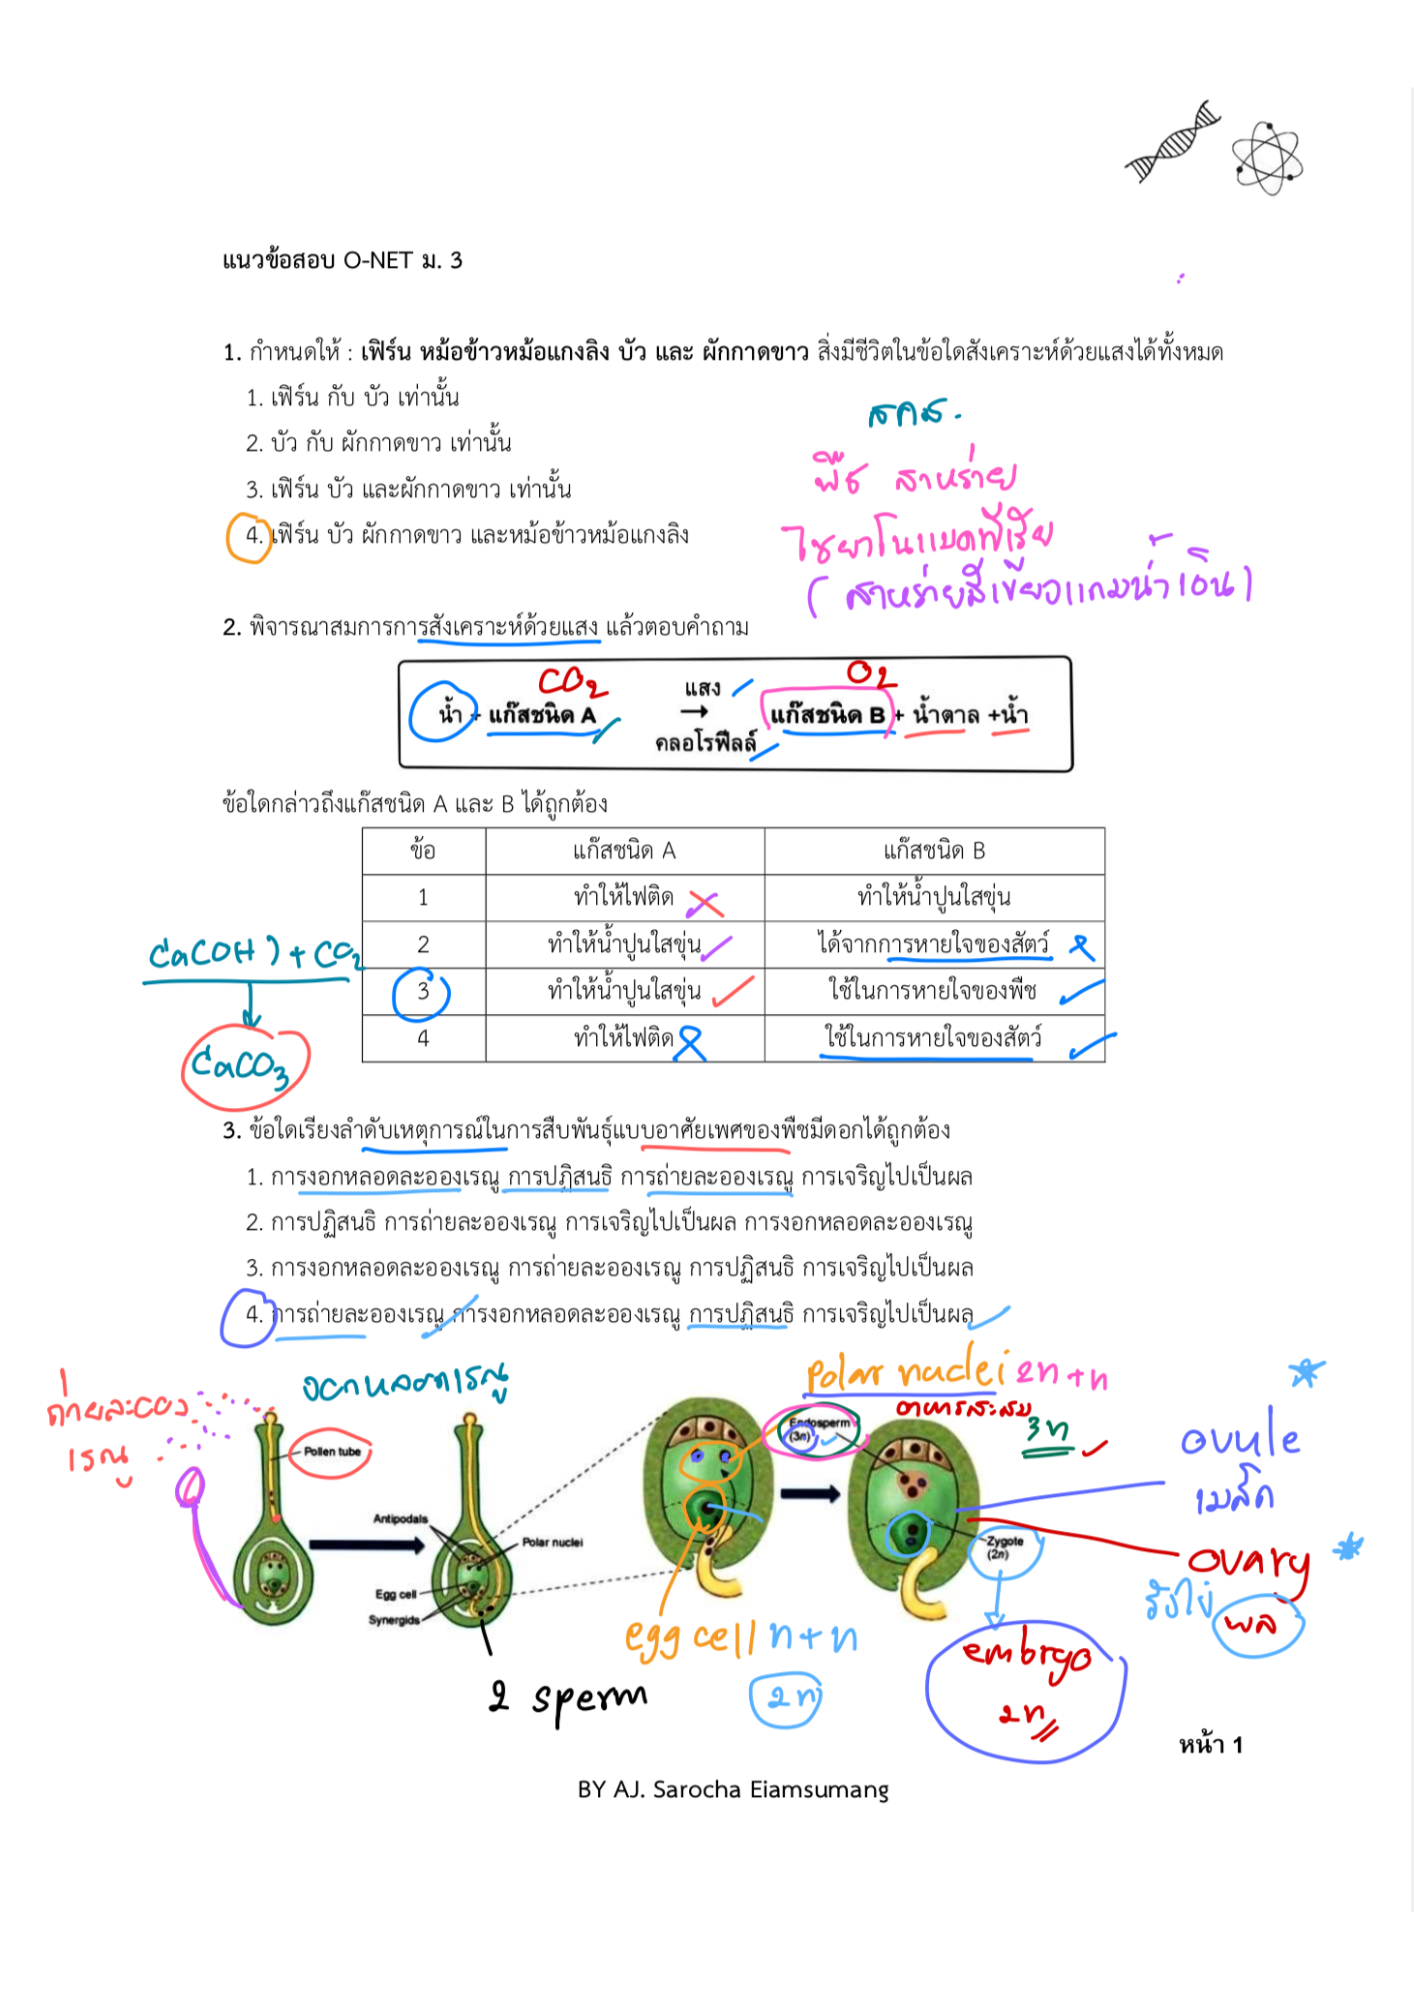 แนวข้อสอบ O-NET ม. 3
1. กำหนดให้ : เฟิร์น หม้อข้าวหม้อแกงลิง บัว และ ผักกาดขาว สิ่งมีชีวิตในข้อใดสังเคราะห์ด้วยแสงได้ทั้งหมด
1. เฟิร์น กับ บัว เท่านั้น
2. บัว กับ ผักกาดขาว เท่านั้น
3. เฟิร์น บัว และผักกาดขาว เท่านั้น
4. เฟิร์น บัว ผักกาดขาว และหม้อข้าวหม้อแกงลิง
สคส.
พืช สาหร่าย
ไซยาโนแบคทีเรีย
(สาหร่ายสีเขียวแกมน้ำเงิน)
2. พิจารณาสมการการสังเคราะห์ด้วยแสง แล้วตอบคำถาม
CO2 O2
แสง
น้ำ + แก๊สชนิด A → แก๊สชนิด B + น้ำตาล +น้ำ
คลอโรฟีลล์
ข้อใดกล่าวถึงแก๊สชนิด A และ B ได้ถูกต้อง
ข้อ แก๊สชนิด A แก๊สชนิด B
1 ทำให้ไฟติด ทำให้น้ำปูนใสขุ่น
2 ทำให้น้ำปูนใสขุ่น ได้จากการหายใจของสัตว์
3 ทำให้น้ำปูนใสขุ่น ใช้ในการหายใจของพืช
4 ทำให้ไฟติด ใช้ในการหายใจของสัตว์
CaCOH) + CO2
CaCO3
3. ข้อใดเรียงลำดับเหตุการณ์ในการสืบพันธุ์แบบอาศัยเพศของพืชมีดอกได้ถูกต้อง
1. การงอกหลอดละอองเรณู การปฏิสนธิ การถ่ายละอองเรณู การเจริญไปเป็นผล
2. การปฏิสนธิ การถ่ายละอองเรณู การเจริญไปเป็นผล การงอกหลอดละอองเรณู
3. การงอกหลอดละอองเรณู การถ่ายละอองเรณู การปฏิสนธิ การเจริญไปเป็นผล
4. การถ่ายละอองเรณู การงอกหลอดละอองเรณู การปฏิสนธิ การเจริญไปเป็นผล
ถ่ายละออง
เรณู
งอกหลอดเรณู
Polar nuclei 2n+n
อาหารสะสม
3n
Pollen tube
Endosperm
(3n)
ovule
เมล็ด
Antipodals
Polar nuclei
Egg cell
Synergids
Zygote
(2n)
ovary
รังไข่
ผล
egg cell n+n
2n
2 sperm
embryo
2n
หน้า 1
BY AJ. Sarocha Eiamsumang